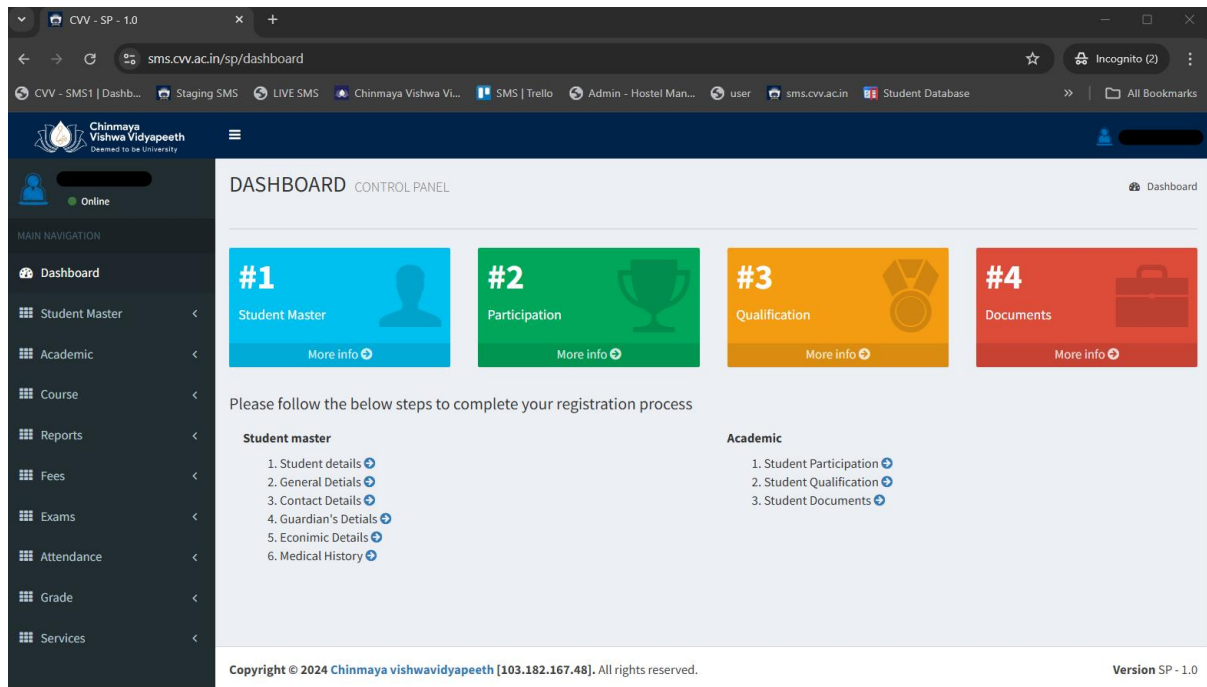 CVV - SP - 1.0
sms.cvv.ac.in/sp/dashboard
Incognito (2)
CVV - SMS1 | Dashb... Staging SMS LIVE SMS Chinmaya Vishwa Vi... SMS | Trello Admin - Hostel Man... user sms.cvv.ac.in Student Database » All Bookmarks
Chinmaya
Vishwa Vidyapeeth
Deemed to be University
Online
MAIN NAVIGATION
Dashboard
Student Master
Academic
Course
Reports
Fees
Exams
Attendance
Grade
Services
DASHBOARD CONTROL PANEL
Dashboard
#1
Student Master
More info
#2
Participation
More info
#3
Qualification
More info
#4
Documents
More info
Please follow the below steps to complete your registration process
Student master
1. Student details
2. General Detials
3. Contact Details
4. Guardian's Detials
5. Econimic Details
6. Medical History
Academic
1. Student Participation
2. Student Qualification
3. Student Documents
Copyright © 2024 Chinmaya vishwavidyapeeth [103.182.167.48]. All rights reserved.
Version SP - 1.0